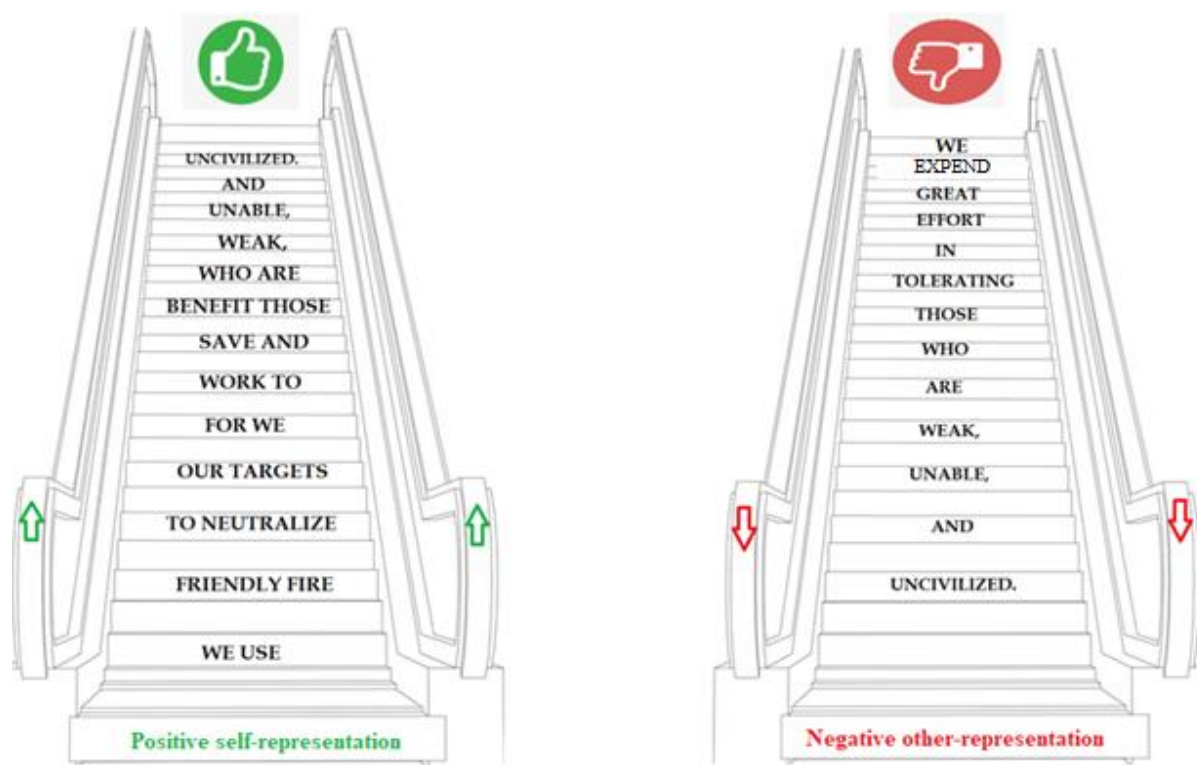 WE USE
FRIENDLY FIRE
TO NEUTRALIZE
OUR TARGETS
FOR WE
WORK TO
SAVE AND
BENEFIT THOSE
WHO ARE
WEAK,
UNABLE,
AND
UNCIVILIZED.
Positive self-representation
WE
EXPEND
GREAT
EFFORT
IN
TOLERATING
THOSE
WHO
ARE
WEAK,
UNABLE,
AND
UNCIVILIZED.
Negative other-representation